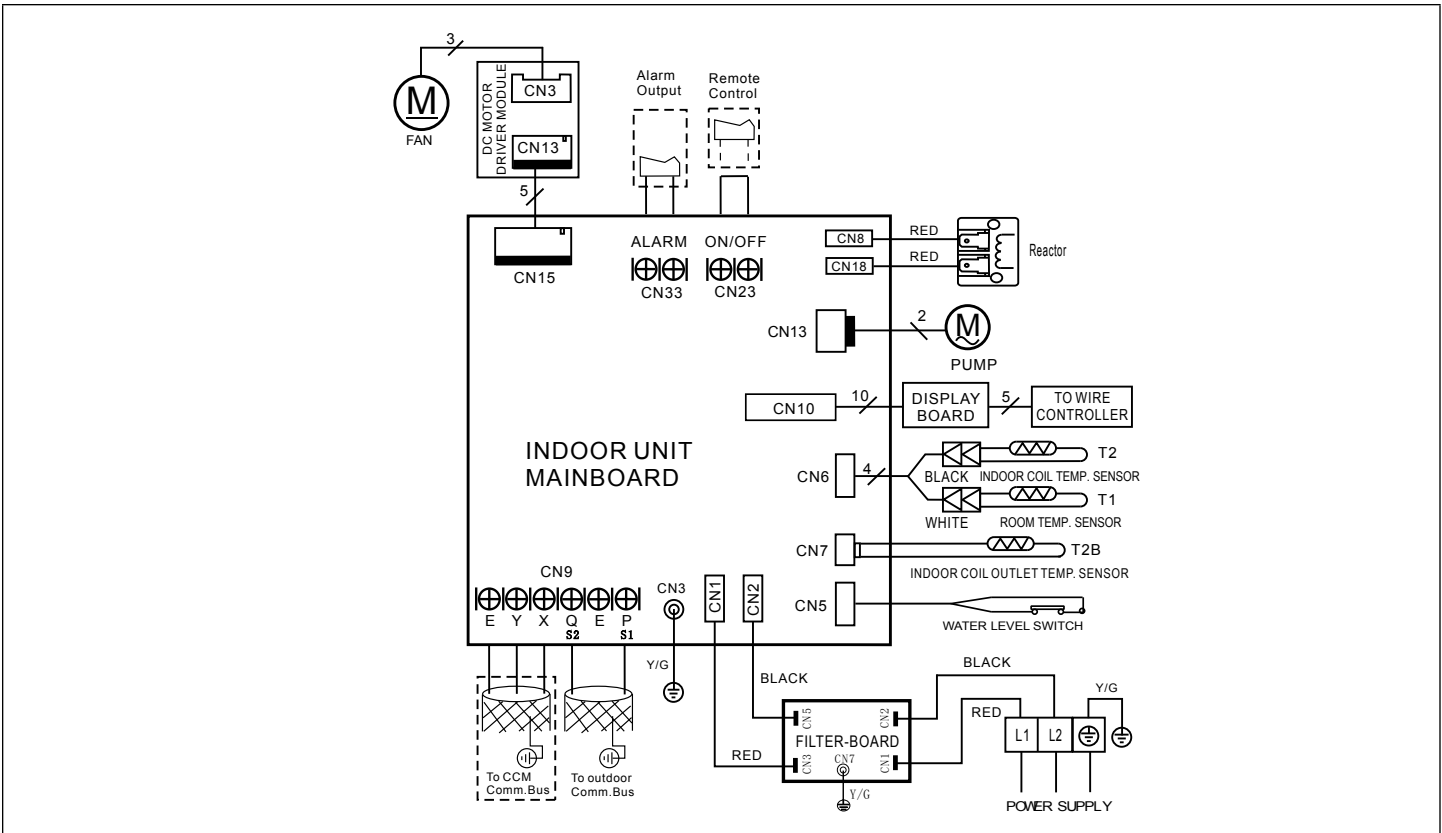 3
M
FAN
DC MOTOR
DRIVER MODULE
CN3
CN13
5
Alarm
Output
Remote
Control
CN15
ALARM
CN33
ON/OFF
CN23
CN8
RED
CN18
RED
Reactor
CN13
2
M
PUMP
CN10
10
DISPLAY
BOARD
5
TO WIRE
CONTROLLER
INDOOR UNIT
MAINBOARD
CN6
4
BLACK
T2
INDOOR COIL TEMP. SENSOR
WHITE
T1
ROOM TEMP. SENSOR
CN7
T2B
INDOOR COIL OUTLET TEMP. SENSOR
CN5
WATER LEVEL SWITCH
CN9
E Y X Q E P
S2 S1
CN3
CN1
CN2
Y/G
BLACK
RED
To CCM
Comm.Bus
To outdoor
Comm.Bus
CN5
CN2
FILTER-BOARD
CN3
CN7
CN1
Y/G
BLACK
RED
Y/G
L1 L2
POWER SUPPLY